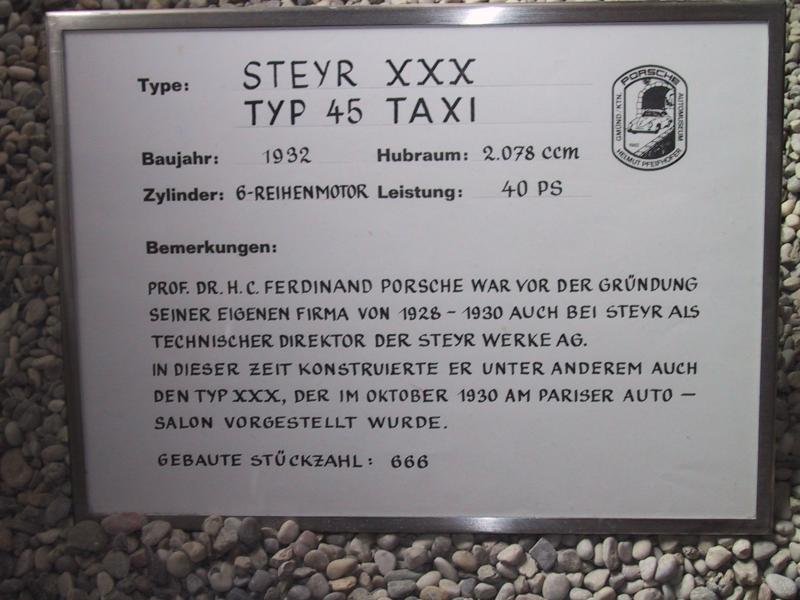 Type: STEYR XXX
TYP 45 TAXI
Baujahr: 1932 Hubraum: 2.078 ccm
Zylinder: 6-REIHENMOTOR Leistung: 40 PS
PORSCHE
AUTOMUSEUM
HELMUT PFEIFHOFER
GMÜND/KTN.
Bemerkungen:
PROF. DR. H. C. FERDINAND PORSCHE WAR VOR DER GRÜNDUNG
SEINER EIGENEN FIRMA VON 1928 - 1930 AUCH BEI STEYR ALS
TECHNISCHER DIREKTOR DER STEYR WERKE AG.
IN DIESER ZEIT KONSTRUIERTE ER UNTER ANDEREM AUCH
DEN TYP XXX, DER IM OKTOBER 1930 AM PARISER AUTO —
SALON VORGESTELLT WURDE.
GEBAUTE STÜCKZAHL: 666